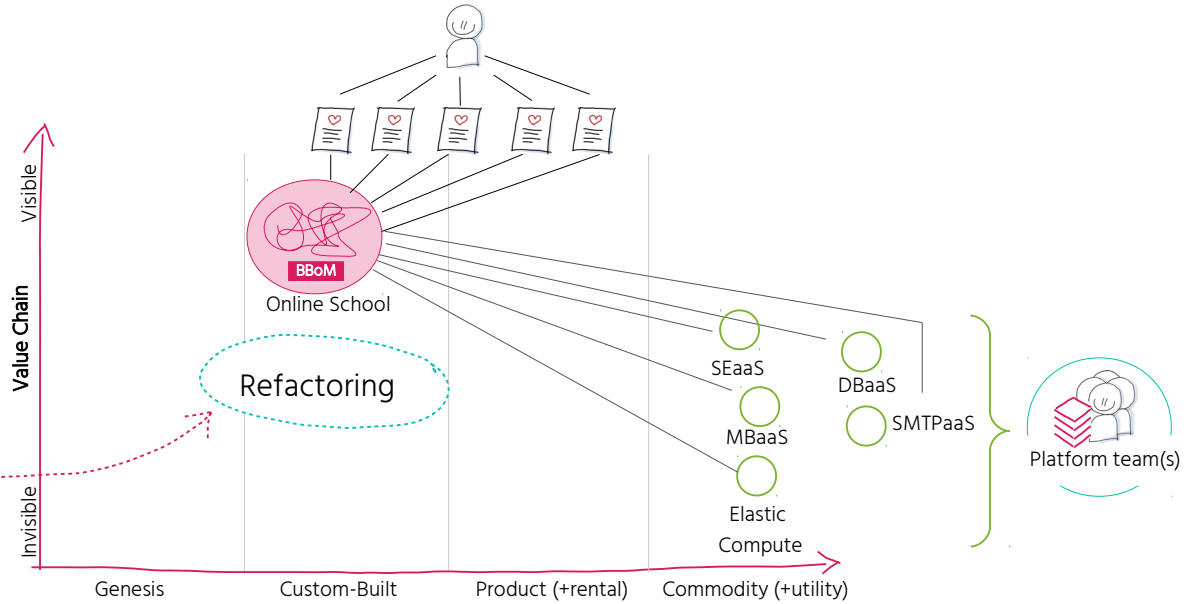 Visible
Value Chain
Invisible
BBoM
Online School
Refactoring
SEaaS
DBaaS
MBaaS
SMTPaaS
Elastic
Compute
Platform team(s)
Genesis
Custom-Built
Product (+rental)
Commodity (+utility)